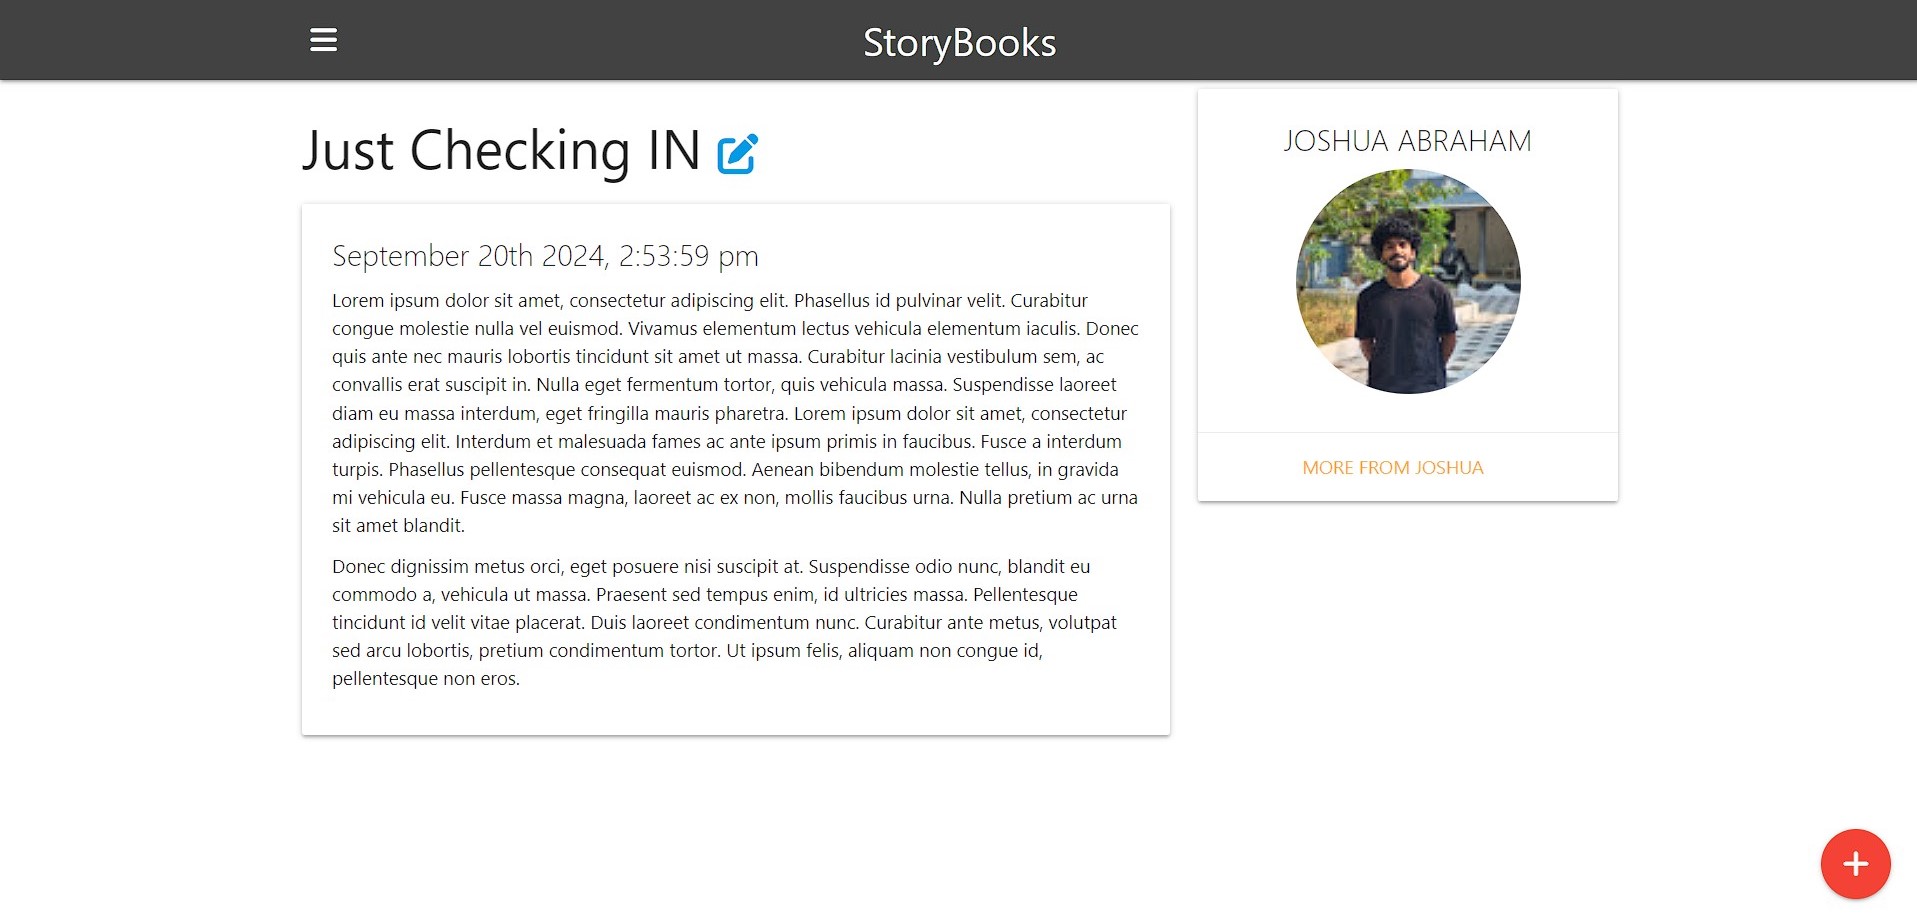 StoryBooks
Just Checking IN
September 20th 2024, 2:53:59 pm
Lorem ipsum dolor sit amet, consectetur adipiscing elit. Phasellus id pulvinar velit. Curabitur
congue molestie nulla vel euismod. Vivamus elementum lectus vehicula elementum iaculis. Donec
quis ante nec mauris lobortis tincidunt sit amet ut massa. Curabitur lacinia vestibulum sem, ac
convallis erat suscipit in. Nulla eget fermentum tortor, quis vehicula massa. Suspendisse laoreet
diam eu massa interdum, eget fringilla mauris pharetra. Lorem ipsum dolor sit amet, consectetur
adipiscing elit. Interdum et malesuada fames ac ante ipsum primis in faucibus. Fusce a interdum
turpis. Phasellus pellentesque consequat euismod. Aenean bibendum molestie tellus, in gravida
mi vehicula eu. Fusce massa magna, laoreet ac ex non, mollis faucibus urna. Nulla pretium ac urna
sit amet blandit.
Donec dignissim metus orci, eget posuere nisi suscipit at. Suspendisse odio nunc, blandit eu
commodo a, vehicula ut massa. Praesent sed tempus enim, id ultricies massa. Pellentesque
tincidunt id velit vitae placerat. Duis laoreet condimentum nunc. Curabitur ante metus, volutpat
sed arcu lobortis, pretium condimentum tortor. Ut ipsum felis, aliquam non congue id,
pellentesque non eros.
JOSHUA ABRAHAM
MORE FROM JOSHUA